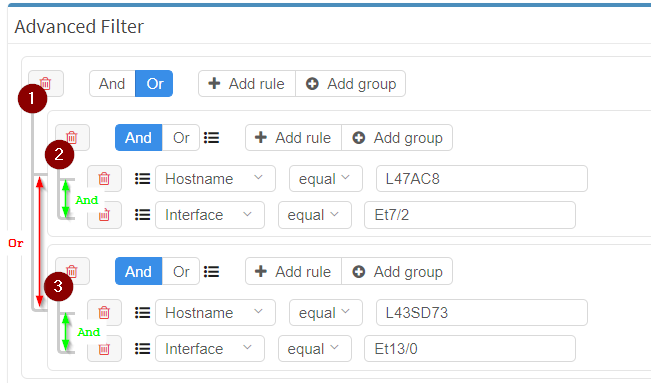 Advanced Filter
And Or Add rule Add group
1
And Or Add rule Add group
2
Hostname equal L47AC8
And
Interface equal Et7/2
Or
And Or Add rule Add group
3
Hostname equal L43SD73
And
Interface equal Et13/0